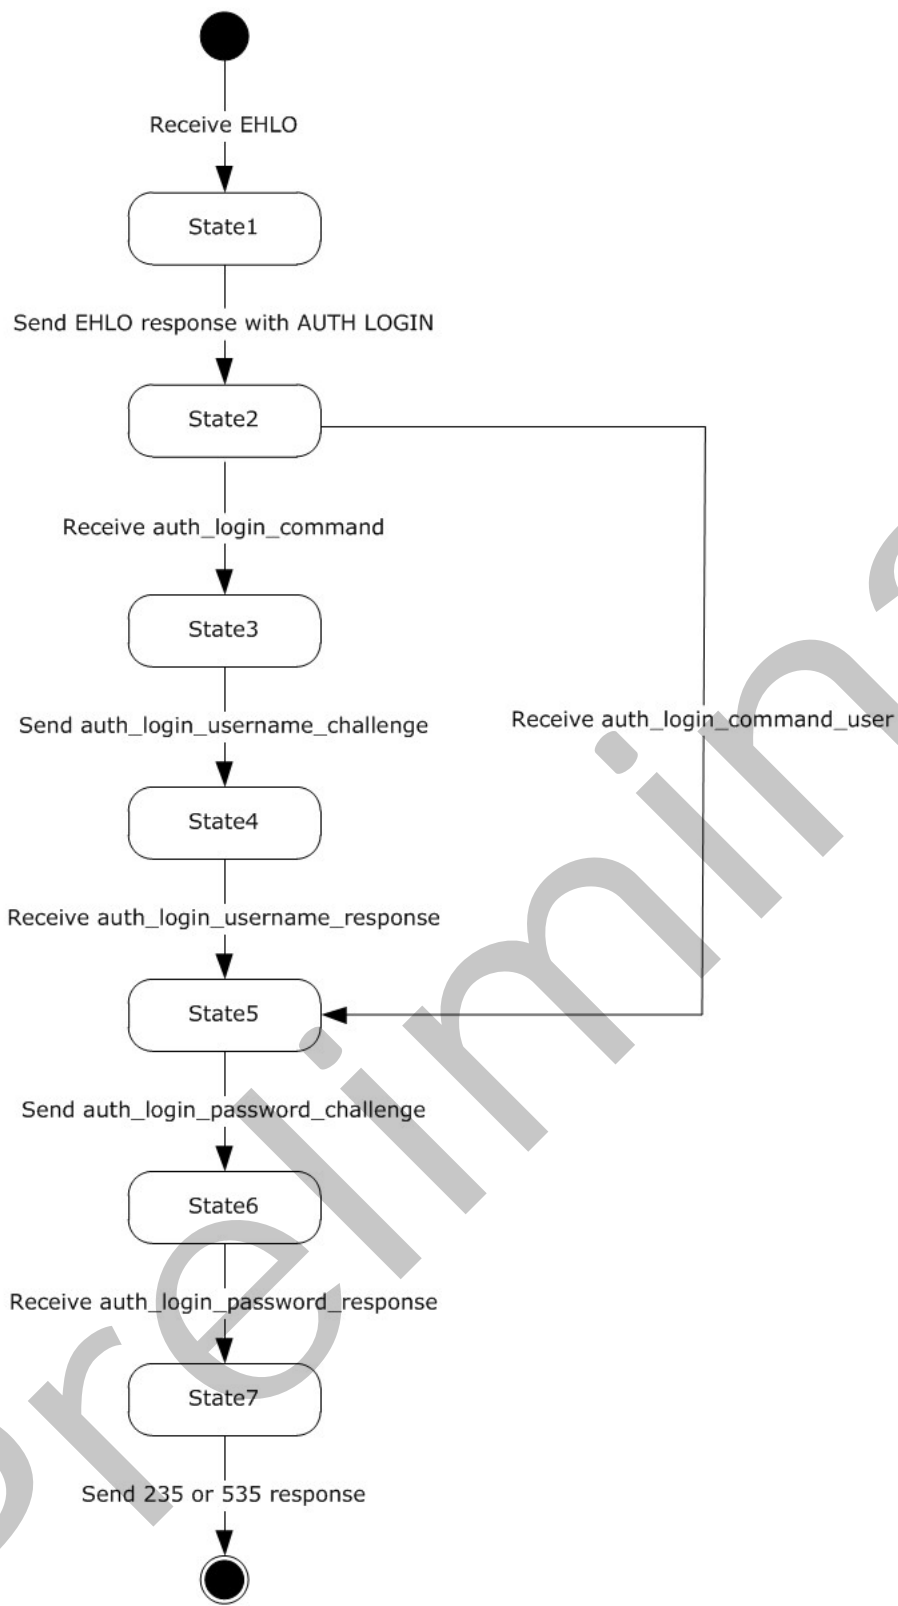 Receive EHLO
State1
Send EHLO response with AUTH LOGIN
State2
Receive auth_login_command
State3
Send auth_login_username_challenge
Receive auth_login_command_user
State4
Receive auth_login_username_response
State5
Send auth_login_password_challenge
State6
Receive auth_login_password_response
State7
Send 235 or 535 response
Prelimina